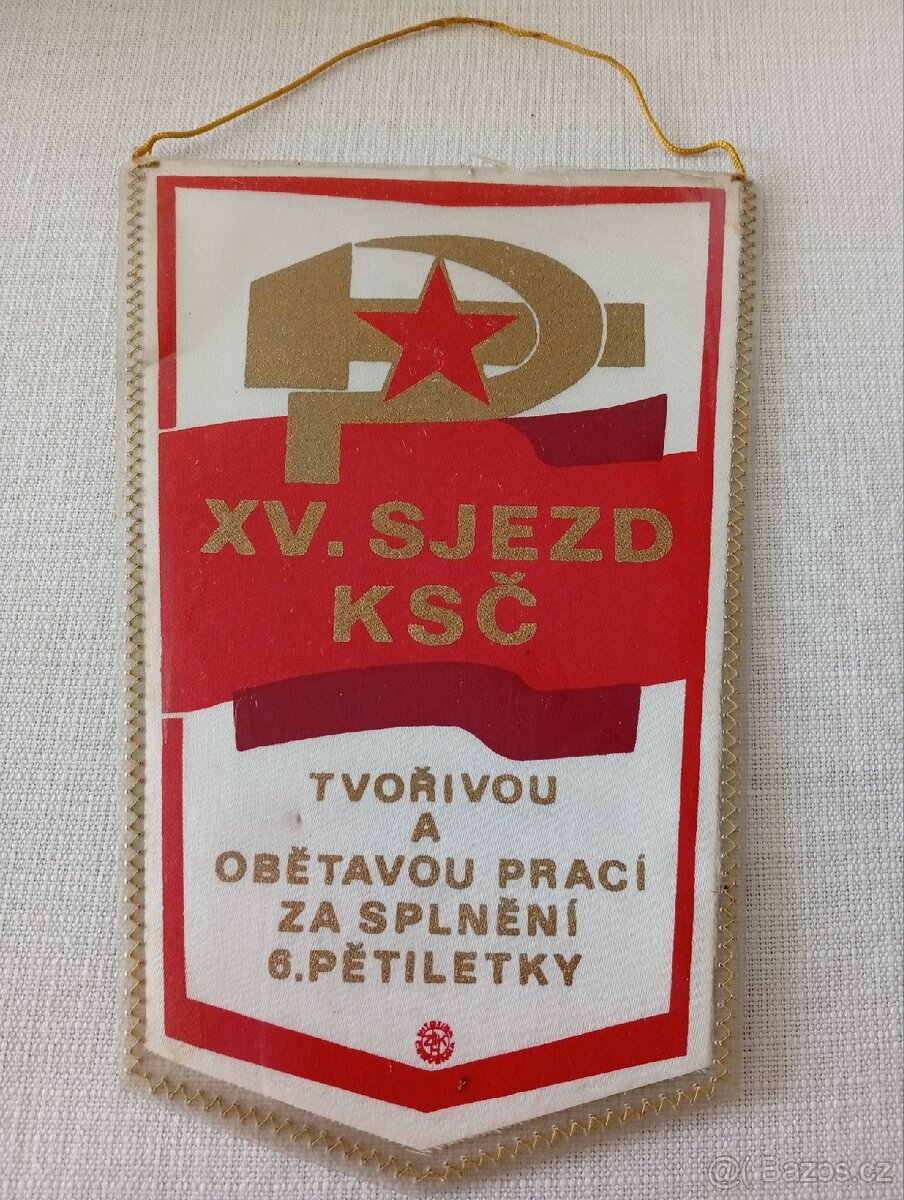 XV. SJEZD
KSČ
TVOŘIVOU
A
OBĚTAVOU PRACÍ
ZA SPLNĚNÍ
6.PĚTILETKY
Bazos.cz